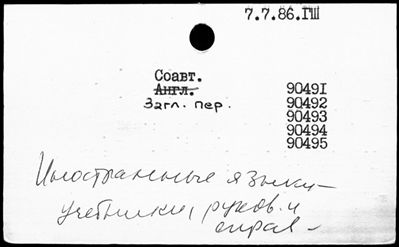 7.7.86.ГШ
Соавт.
Англ.
Загл. пер.
90491
90492
90493
90494
90495
Иностранные языки –
учебники, руков. и
справ –